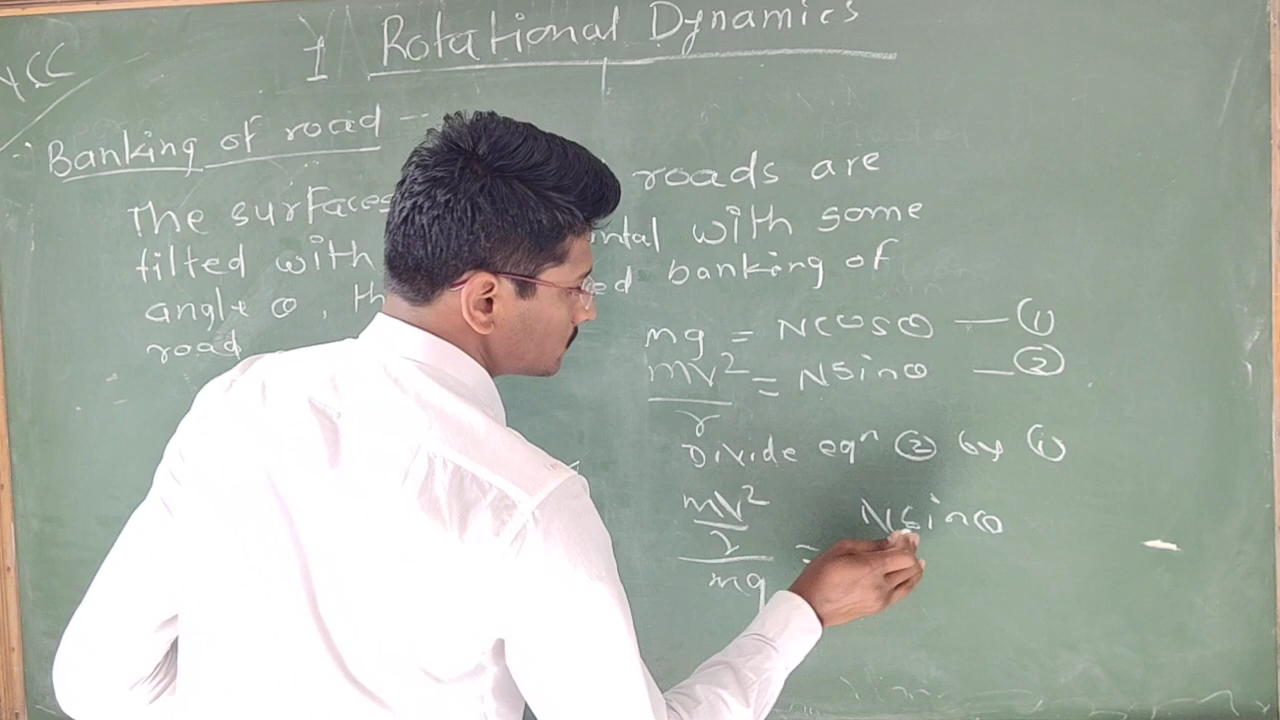 YCC
1 Rotational Dynamics
Banking of road --
The surfaces roads are
tilted with ntal with some
angle θ, th ed banking of
road
mg = Ncosθ — (1)
mv² / r = Nsinθ — (2)
Divide eqⁿ (2) by (1)
mv² / r / mg = Nsinθ